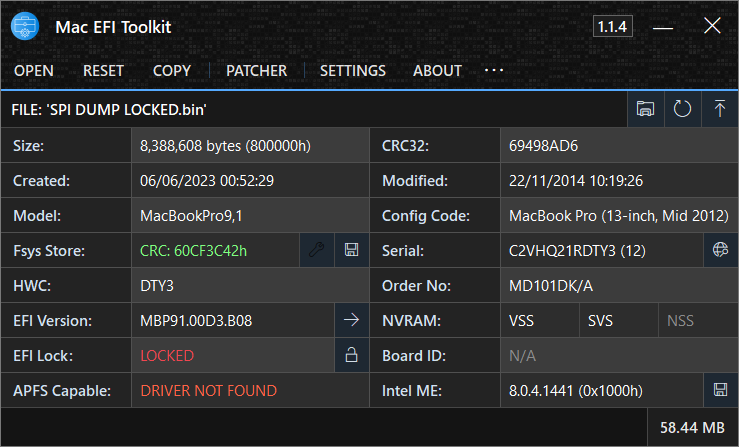 Mac EFI Toolkit
1.1.4
OPEN RESET COPY PATCHER SETTINGS ABOUT ...
FILE: 'SPI DUMP LOCKED.bin'
Size: 8,388,608 bytes (800000h) CRC32: 69498AD6
Created: 06/06/2023 00:52:29 Modified: 22/11/2014 10:19:26
Model: MacBookPro9,1 Config Code: MacBook Pro (13-inch, Mid 2012)
Fsys Store: CRC: 60CF3C42h Serial: C2VHQ21RDTY3 (12)
HWC: DTY3 Order No: MD101DK/A
EFI Version: MBP91.00D3.B08 NVRAM: VSS SVS NSS
EFI Lock: LOCKED Board ID: N/A
APFS Capable: DRIVER NOT FOUND Intel ME: 8.0.4.1441 (0x1000h)
58.44 MB